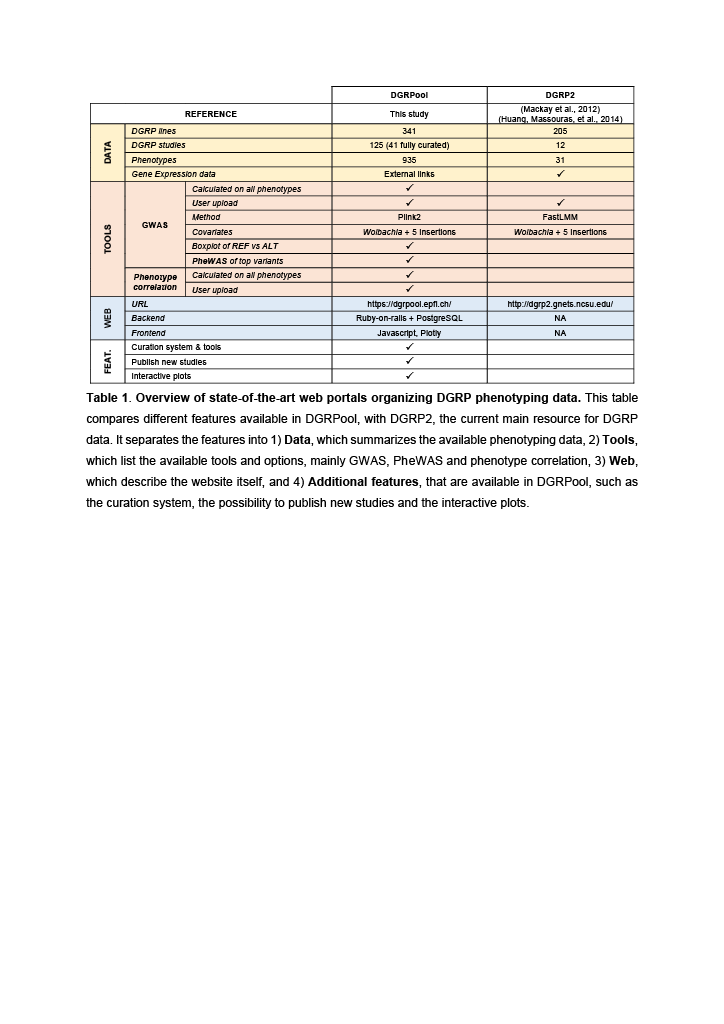 DGRPool DGRP2
REFERENCE This study (Mackay et al., 2012)
(Huang, Massouras, et al., 2014)
DATA
DGRP lines 341 205
DGRP studies 125 (41 fully curated) 12
Phenotypes 935 31
Gene Expression data External links ✓
TOOLS
GWAS
Calculated on all phenotypes ✓
User upload ✓ ✓
Method Plink2 FastLMM
Covariates Wolbachia + 5 insertions Wolbachia + 5 insertions
Boxplot of REF vs ALT ✓
PheWAS of top variants ✓
Phenotype
correlation
Calculated on all phenotypes ✓
User upload ✓
WEB
URL https://dgrpool.epfl.ch/ http://dgrp2.gnets.ncsu.edu/
Backend Ruby-on-rails + PostgreSQL NA
Frontend Javascript, Plotly NA
FEAT.
Curation system & tools ✓
Publish new studies ✓
Interactive plots ✓
Table 1. Overview of state-of-the-art web portals organizing DGRP phenotyping data. This table
compares different features available in DGRPool, with DGRP2, the current main resource for DGRP
data. It separates the features into 1) Data, which summarizes the available phenotyping data, 2) Tools,
which list the available tools and options, mainly GWAS, PheWAS and phenotype correlation, 3) Web,
which describe the website itself, and 4) Additional features, that are available in DGRPool, such as
the curation system, the possibility to publish new studies and the interactive plots.